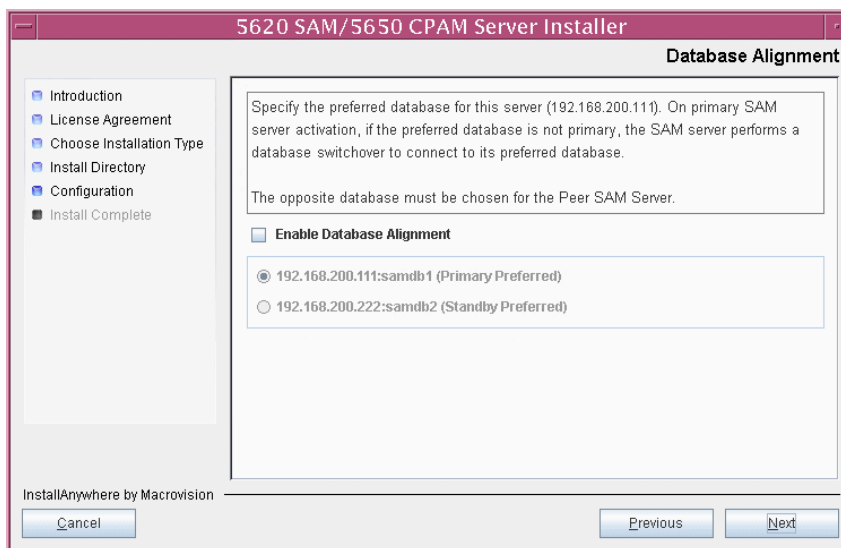 5620 SAM/5650 CPAM Server Installer
Database Alignment
Introduction
License Agreement
Choose Installation Type
Install Directory
Configuration
Install Complete
Specify the preferred database for this server (192.168.200.111). On primary SAM
server activation, if the preferred database is not primary, the SAM server performs a
database switchover to connect to its preferred database.
The opposite database must be chosen for the Peer SAM Server.
Enable Database Alignment
192.168.200.111:samdb1 (Primary Preferred)
192.168.200.222:samdb2 (Standby Preferred)
InstallAnywhere by Macrovision
Cancel
Previous
Next